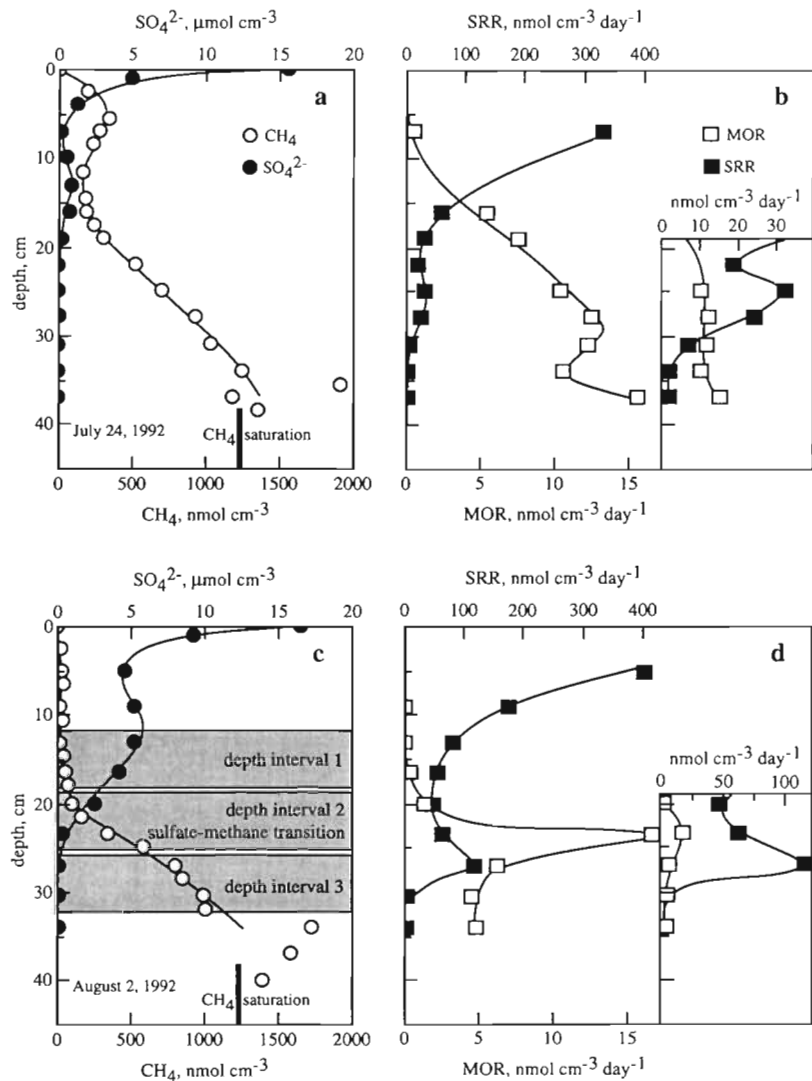 SO₄²⁻, μmol cm⁻³
0 5 10 15 20
0
10
20
30
40
depth, cm
a
CH₄
SO₄²⁻
July 24, 1992
CH₄ saturation
0 500 1000 1500 2000
CH₄, nmol cm⁻³
SRR, nmol cm⁻³ day⁻¹
0 100 200 300 400
b
MOR
SRR
nmol cm⁻³ day⁻¹
0 10 20 30
0 5 10 15
MOR, nmol cm⁻³ day⁻¹
SO₄²⁻, μmol cm⁻³
0 5 10 15 20
0
10
20
30
40
depth, cm
c
depth interval 1
depth interval 2
sulfate-methane transition
depth interval 3
August 2, 1992
CH₄ saturation
0 500 1000 1500 2000
CH₄, nmol cm⁻³
SRR, nmol cm⁻³ day⁻¹
0 100 200 300 400
d
nmol cm⁻³ day⁻¹
0 50 100
0 5 10 15
MOR, nmol cm⁻³ day⁻¹